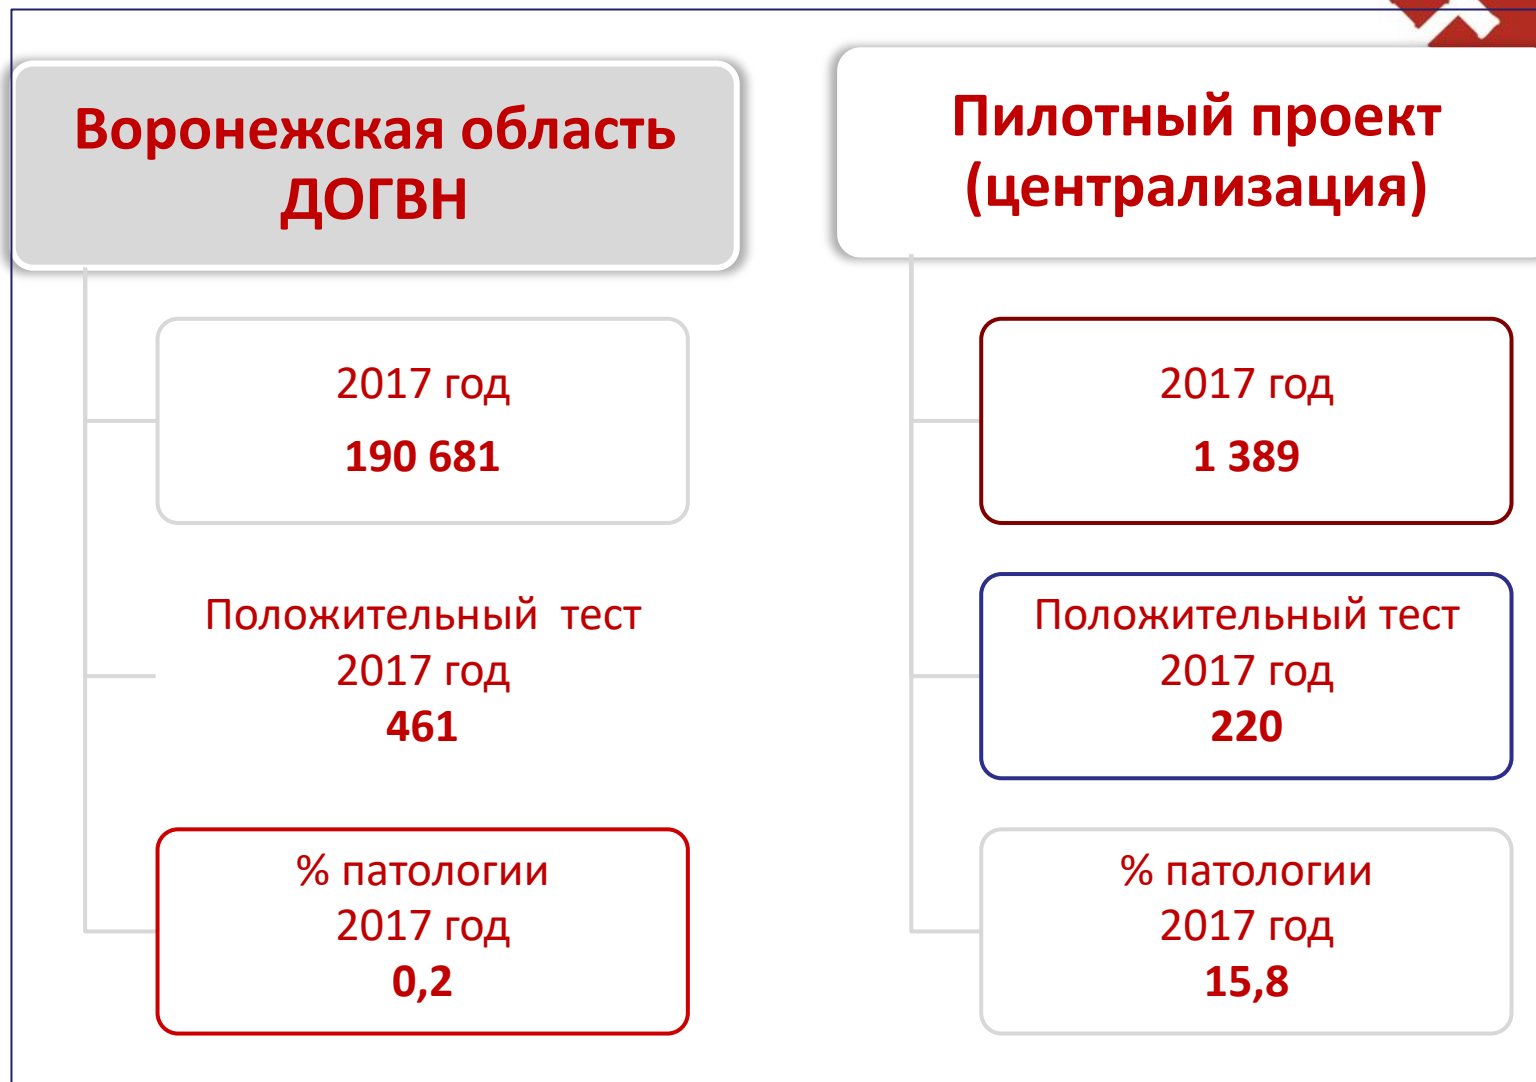 Воронежская область
ДОГВН
2017 год
190 681
Положительный тест
2017 год
461
% патологии
2017 год
0,2
Пилотный проект
(централизация)
2017 год
1 389
Положительный тест
2017 год
220
% патологии
2017 год
15,8